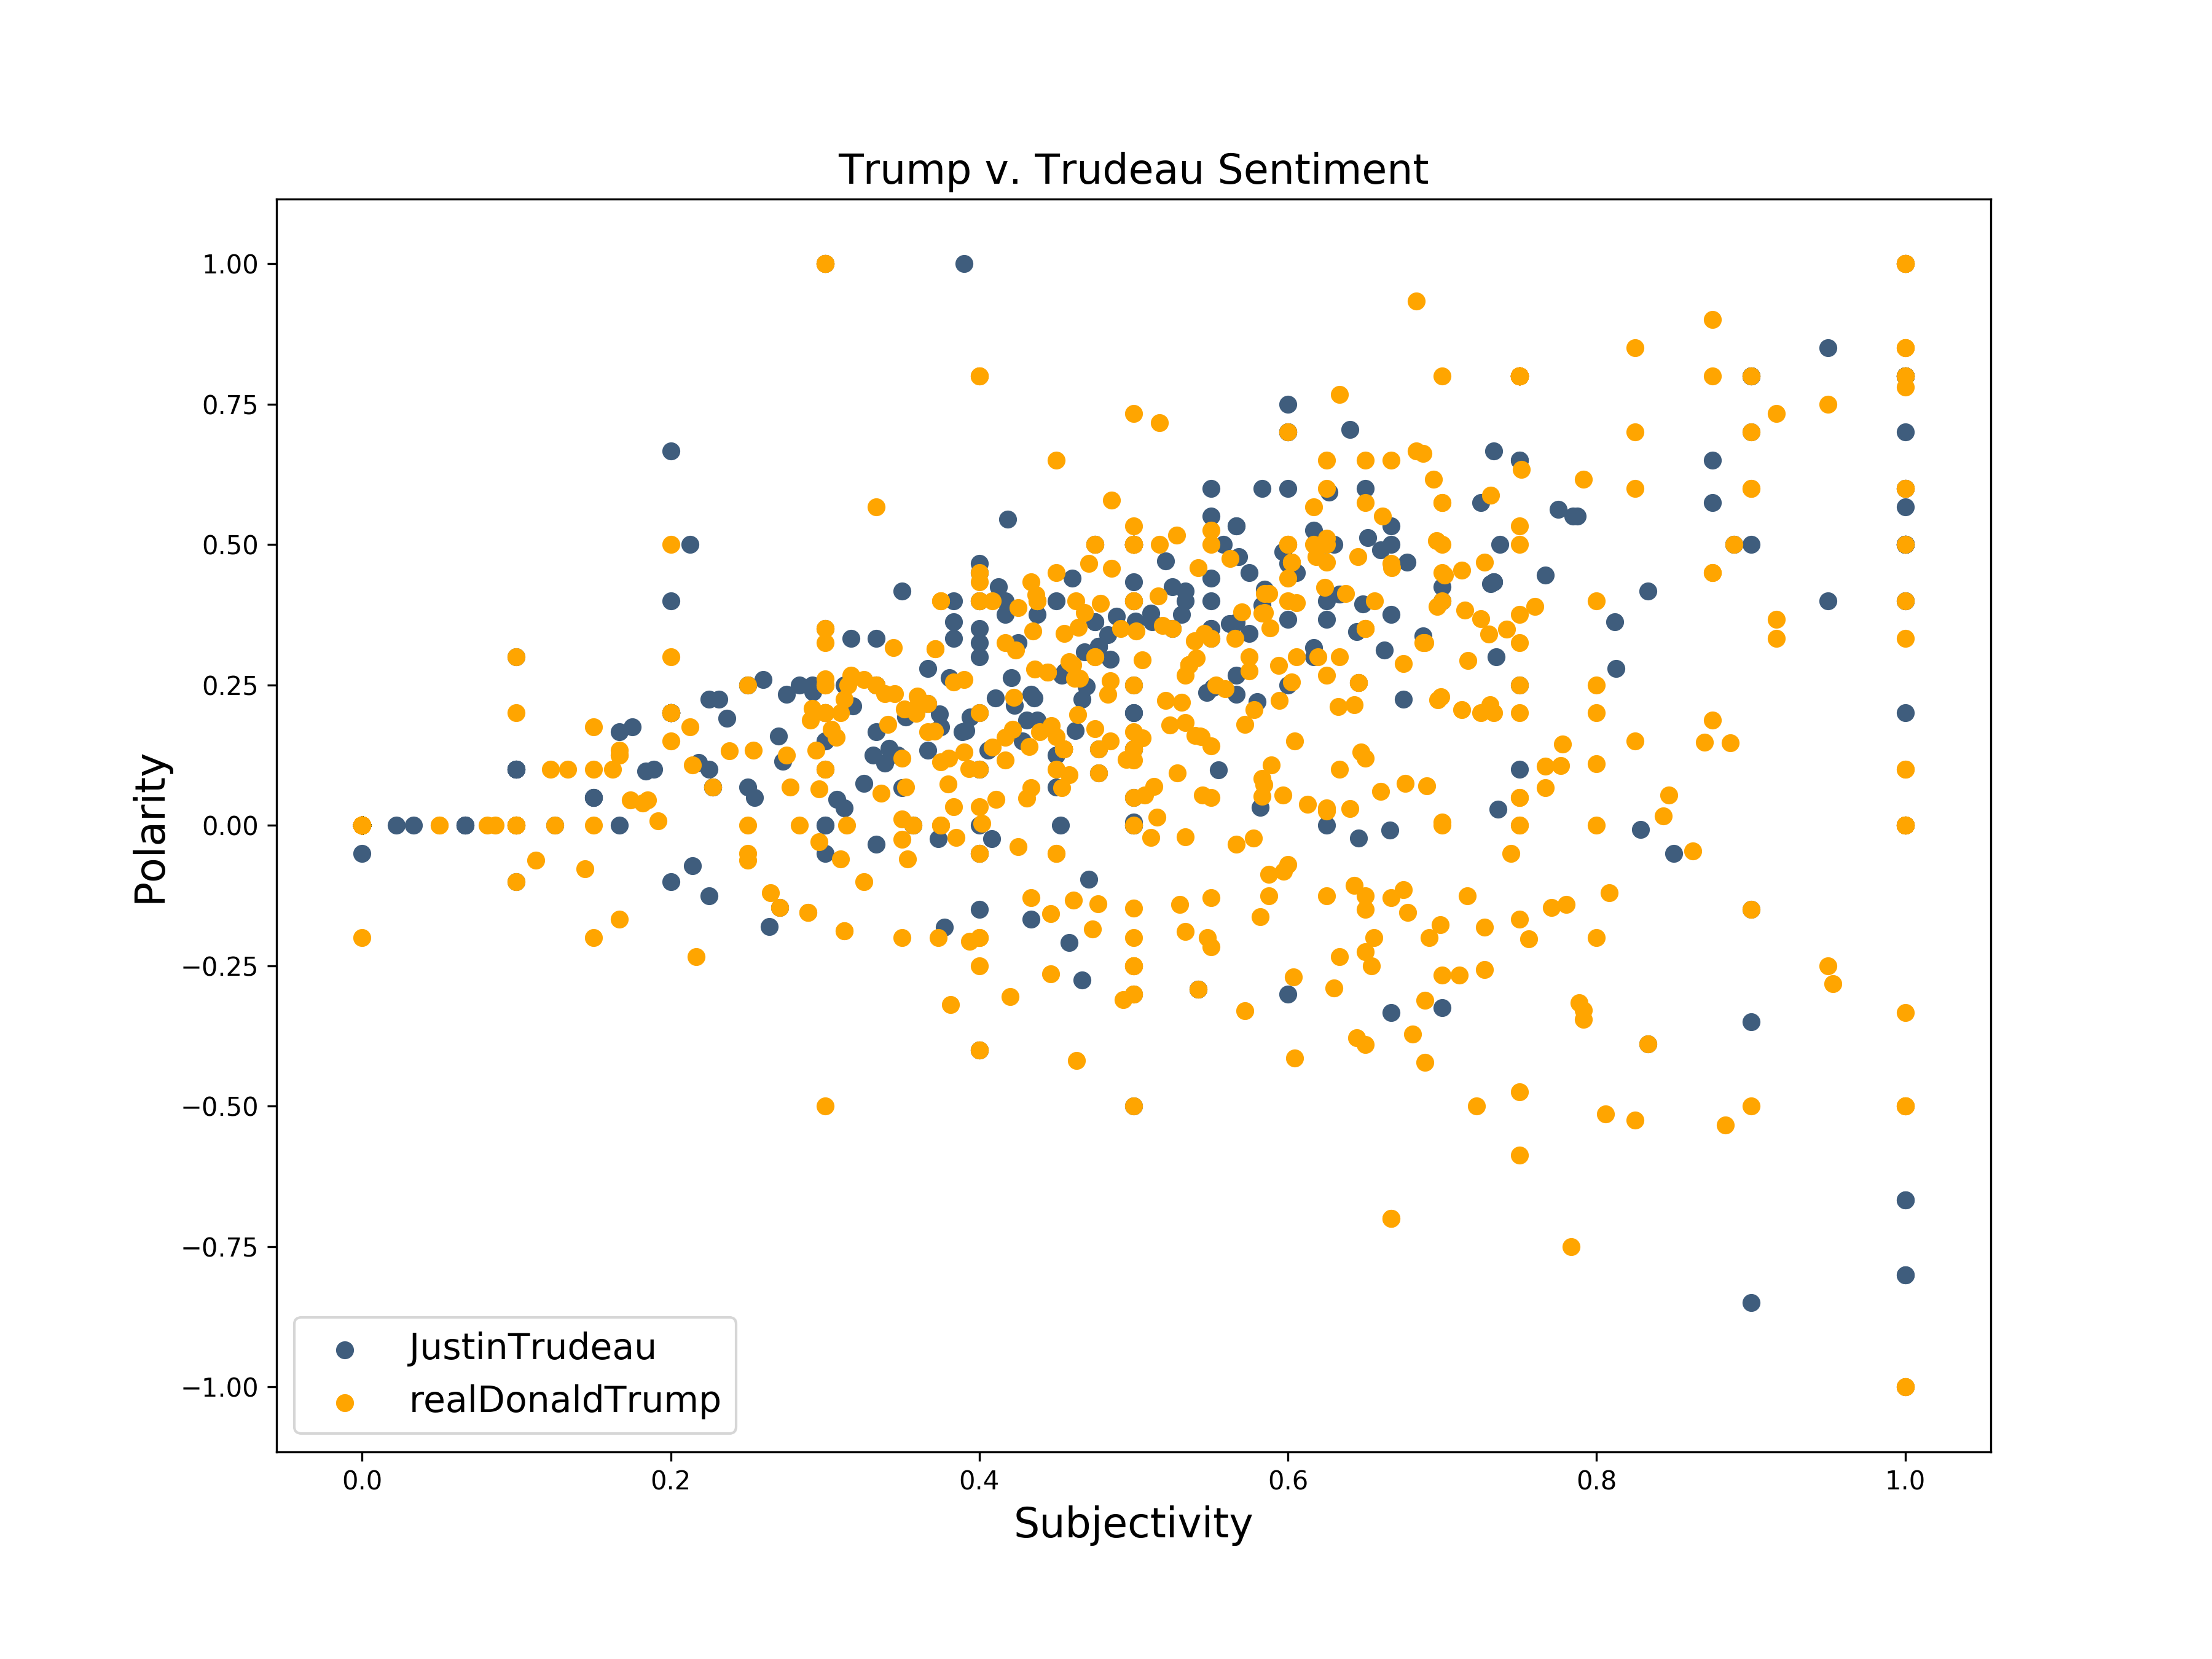 Trump v. Trudeau Sentiment
1.00
0.75
0.50
0.25
0.00
−0.25
−0.50
−0.75
−1.00
Polarity
JustinTrudeau
realDonaldTrump
0.0 0.2 0.4 0.6 0.8 1.0
Subjectivity